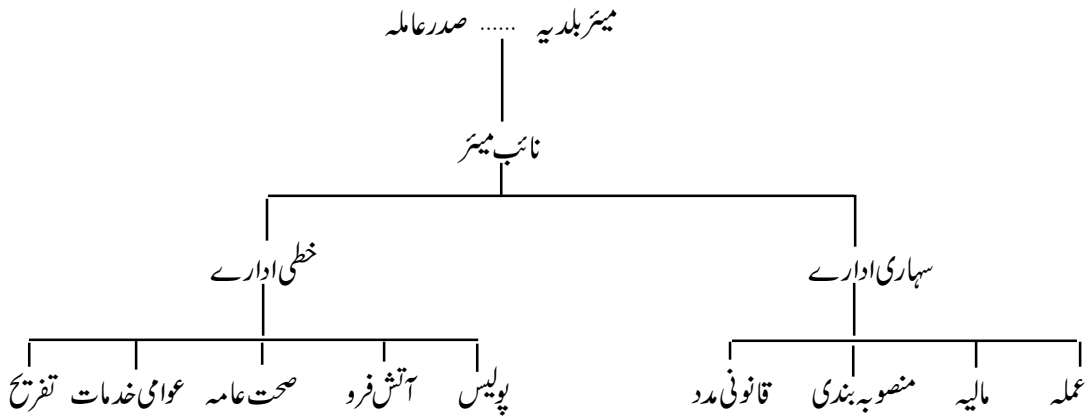 میئر بلدیہ ...... صدر عاملہ
نائب میئر
سہاری ادارے خطی ادارے
عملہ مالیہ منصوبہ بندی قانونی مدد پولیس آتش فرو صحت عامہ عوامی خدمات تفریح